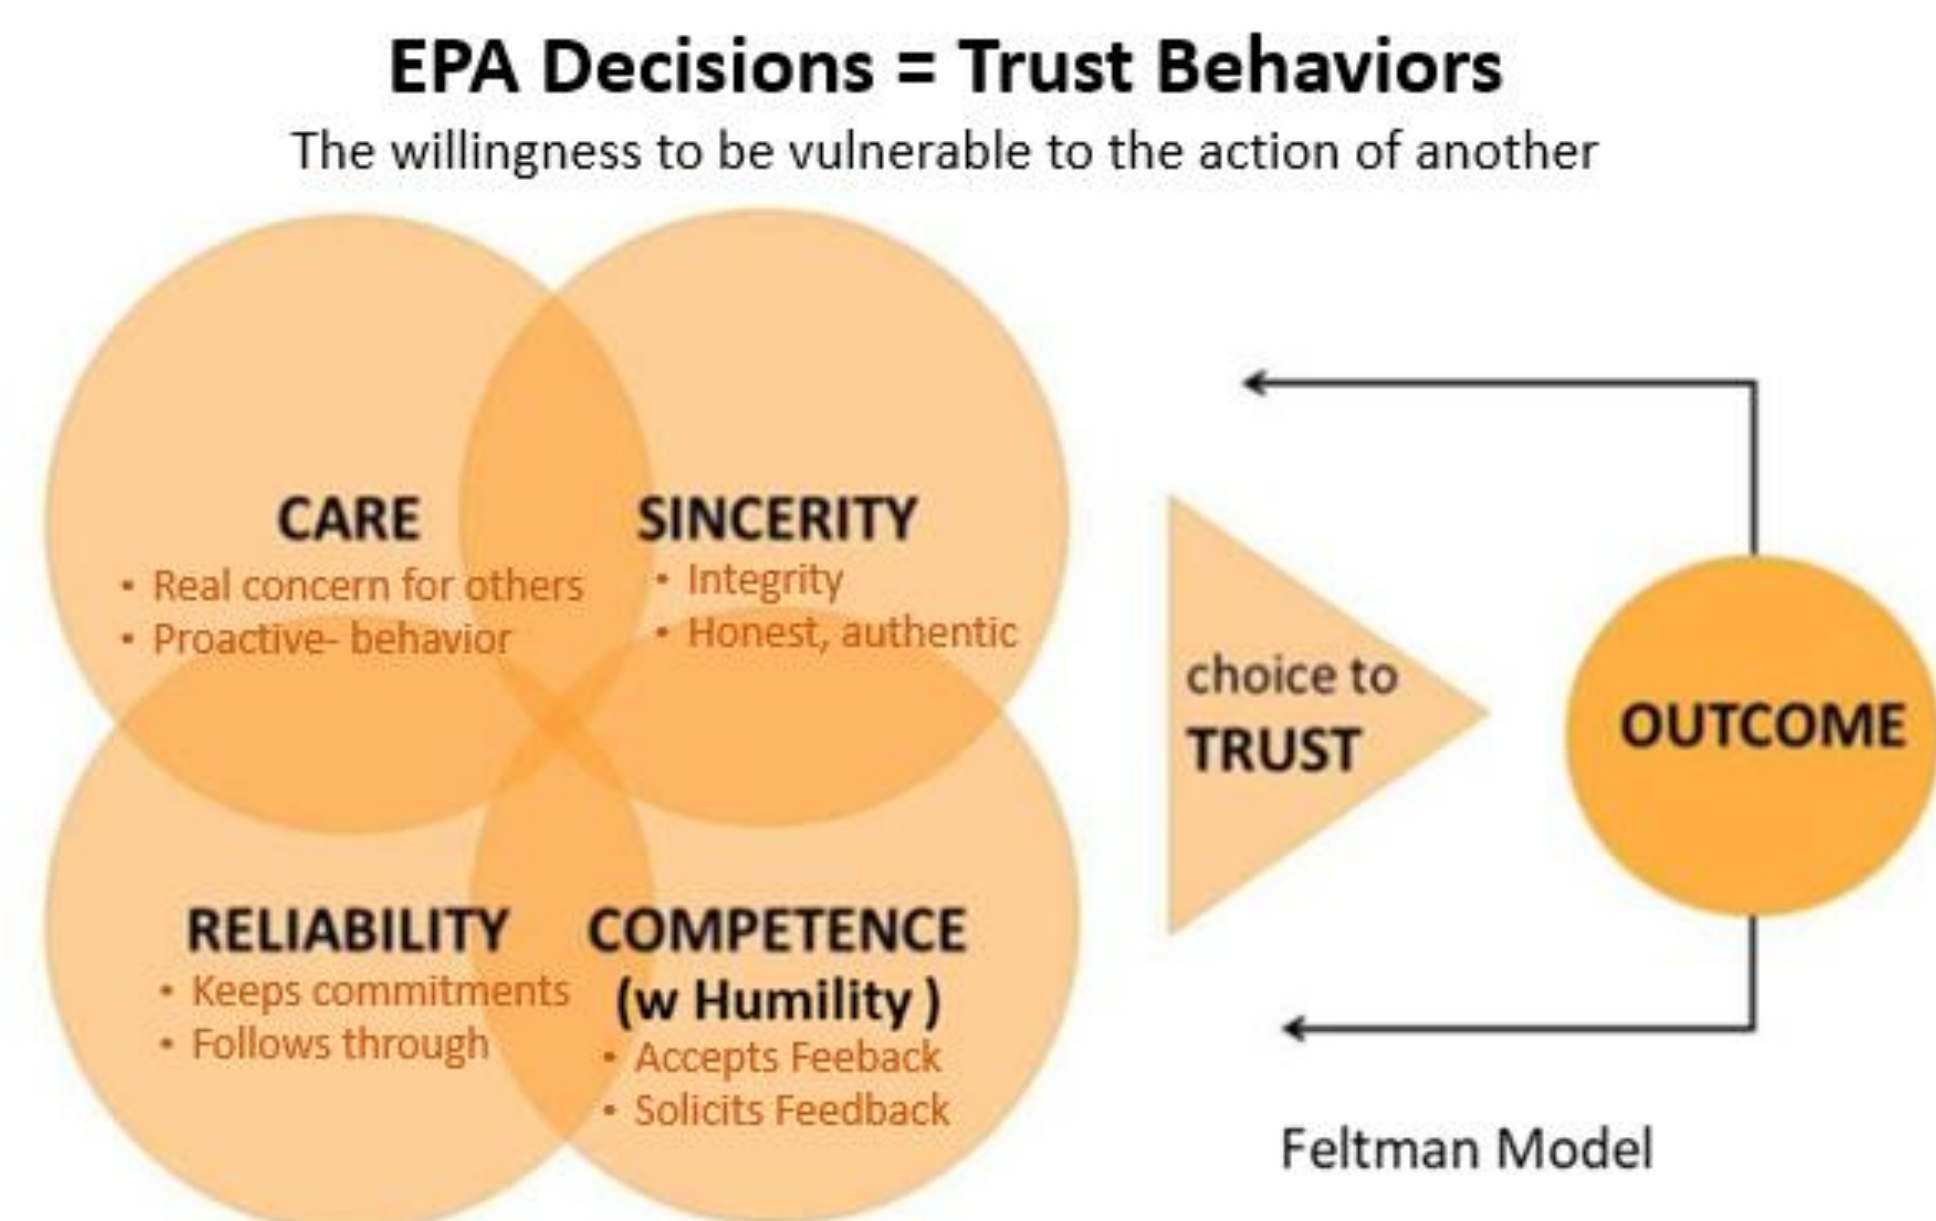 EPA Decisions = Trust Behaviors
The willingness to be vulnerable to the action of another
CARE
• Real concern for others
• Proactive- behavior
SINCERITY
• Integrity
• Honest, authentic
RELIABILITY
• Keeps commitments
• Follows through
COMPETENCE
(w Humility )
• Accepts Feeback
• Solicits Feedback
choice to
TRUST
OUTCOME
Feltman Model